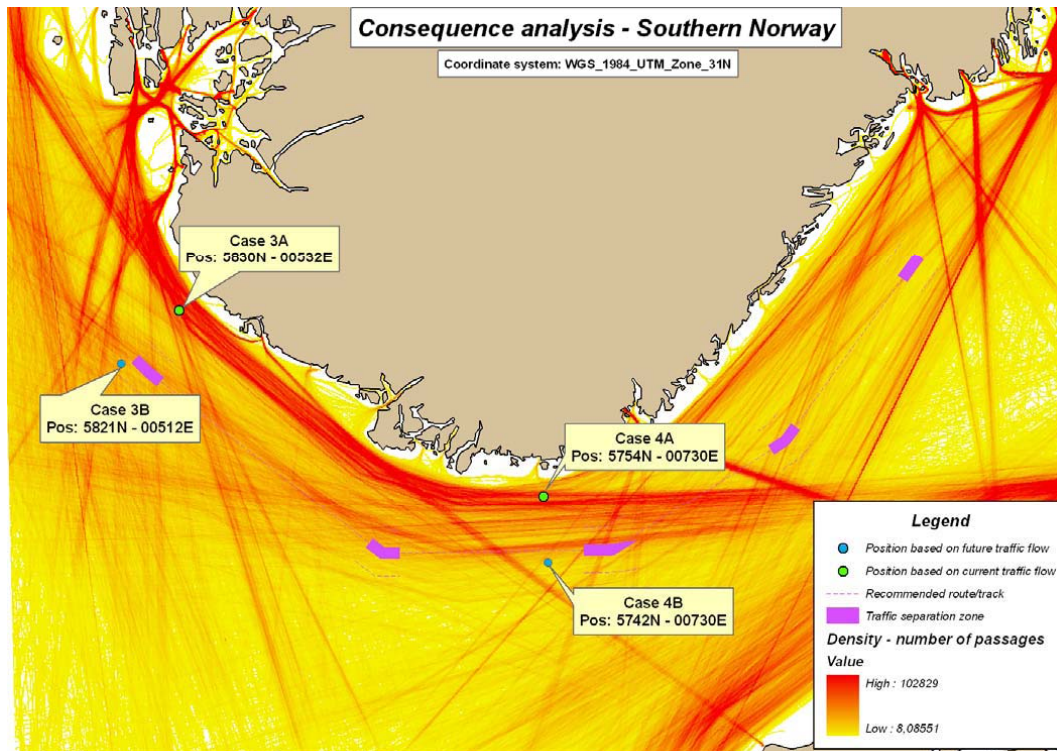 Consequence analysis - Southern Norway
Coordinate system: WGS_1984_UTM_Zone_31N
Case 3A
Pos: 5830N - 00532E
Case 3B
Pos: 5821N - 00512E
Case 4A
Pos: 5754N - 00730E
Case 4B
Pos: 5742N - 00730E
Legend
Position based on future traffic flow
Position based on current traffic flow
Recommended route/track
Traffic separation zone
Density - number of passages
Value
High : 102829
Low : 8,08551